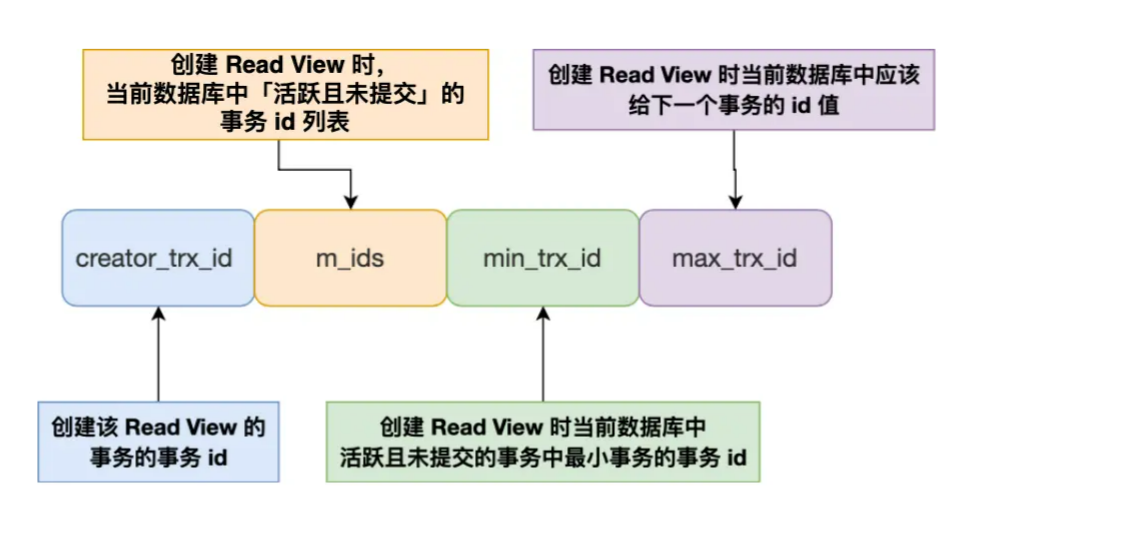 创建 Read View 时，
当前数据库中「活跃且未提交」的
事务 id 列表
创建 Read View 时当前数据库中应该
给下一个事务的 id 值
creator_trx_id
m_ids
min_trx_id
max_trx_id
创建该 Read View 的
事务的事务 id
创建 Read View 时当前数据库中
活跃且未提交的事务中最小事务的事务 id